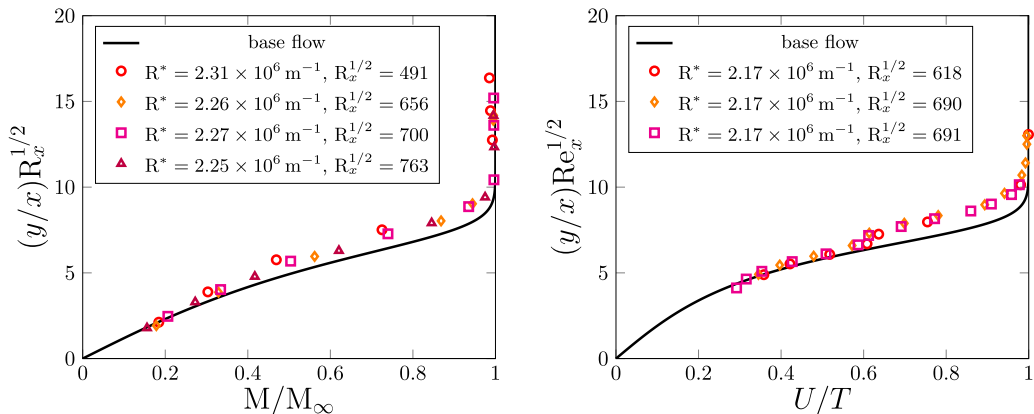 20
15
10
5
0
(y/x)R_x^{1/2}
base flow
R* = 2.31 × 10^6 m^{-1}, R_x^{1/2} = 491
R* = 2.26 × 10^6 m^{-1}, R_x^{1/2} = 656
R* = 2.27 × 10^6 m^{-1}, R_x^{1/2} = 700
R* = 2.25 × 10^6 m^{-1}, R_x^{1/2} = 763
0 0.2 0.4 0.6 0.8 1
M/M_∞
20
15
10
5
0
(y/x)Re_x^{1/2}
base flow
R* = 2.17 × 10^6 m^{-1}, R_x^{1/2} = 618
R* = 2.17 × 10^6 m^{-1}, R_x^{1/2} = 690
R* = 2.17 × 10^6 m^{-1}, R_x^{1/2} = 691
0 0.2 0.4 0.6 0.8 1
U/T